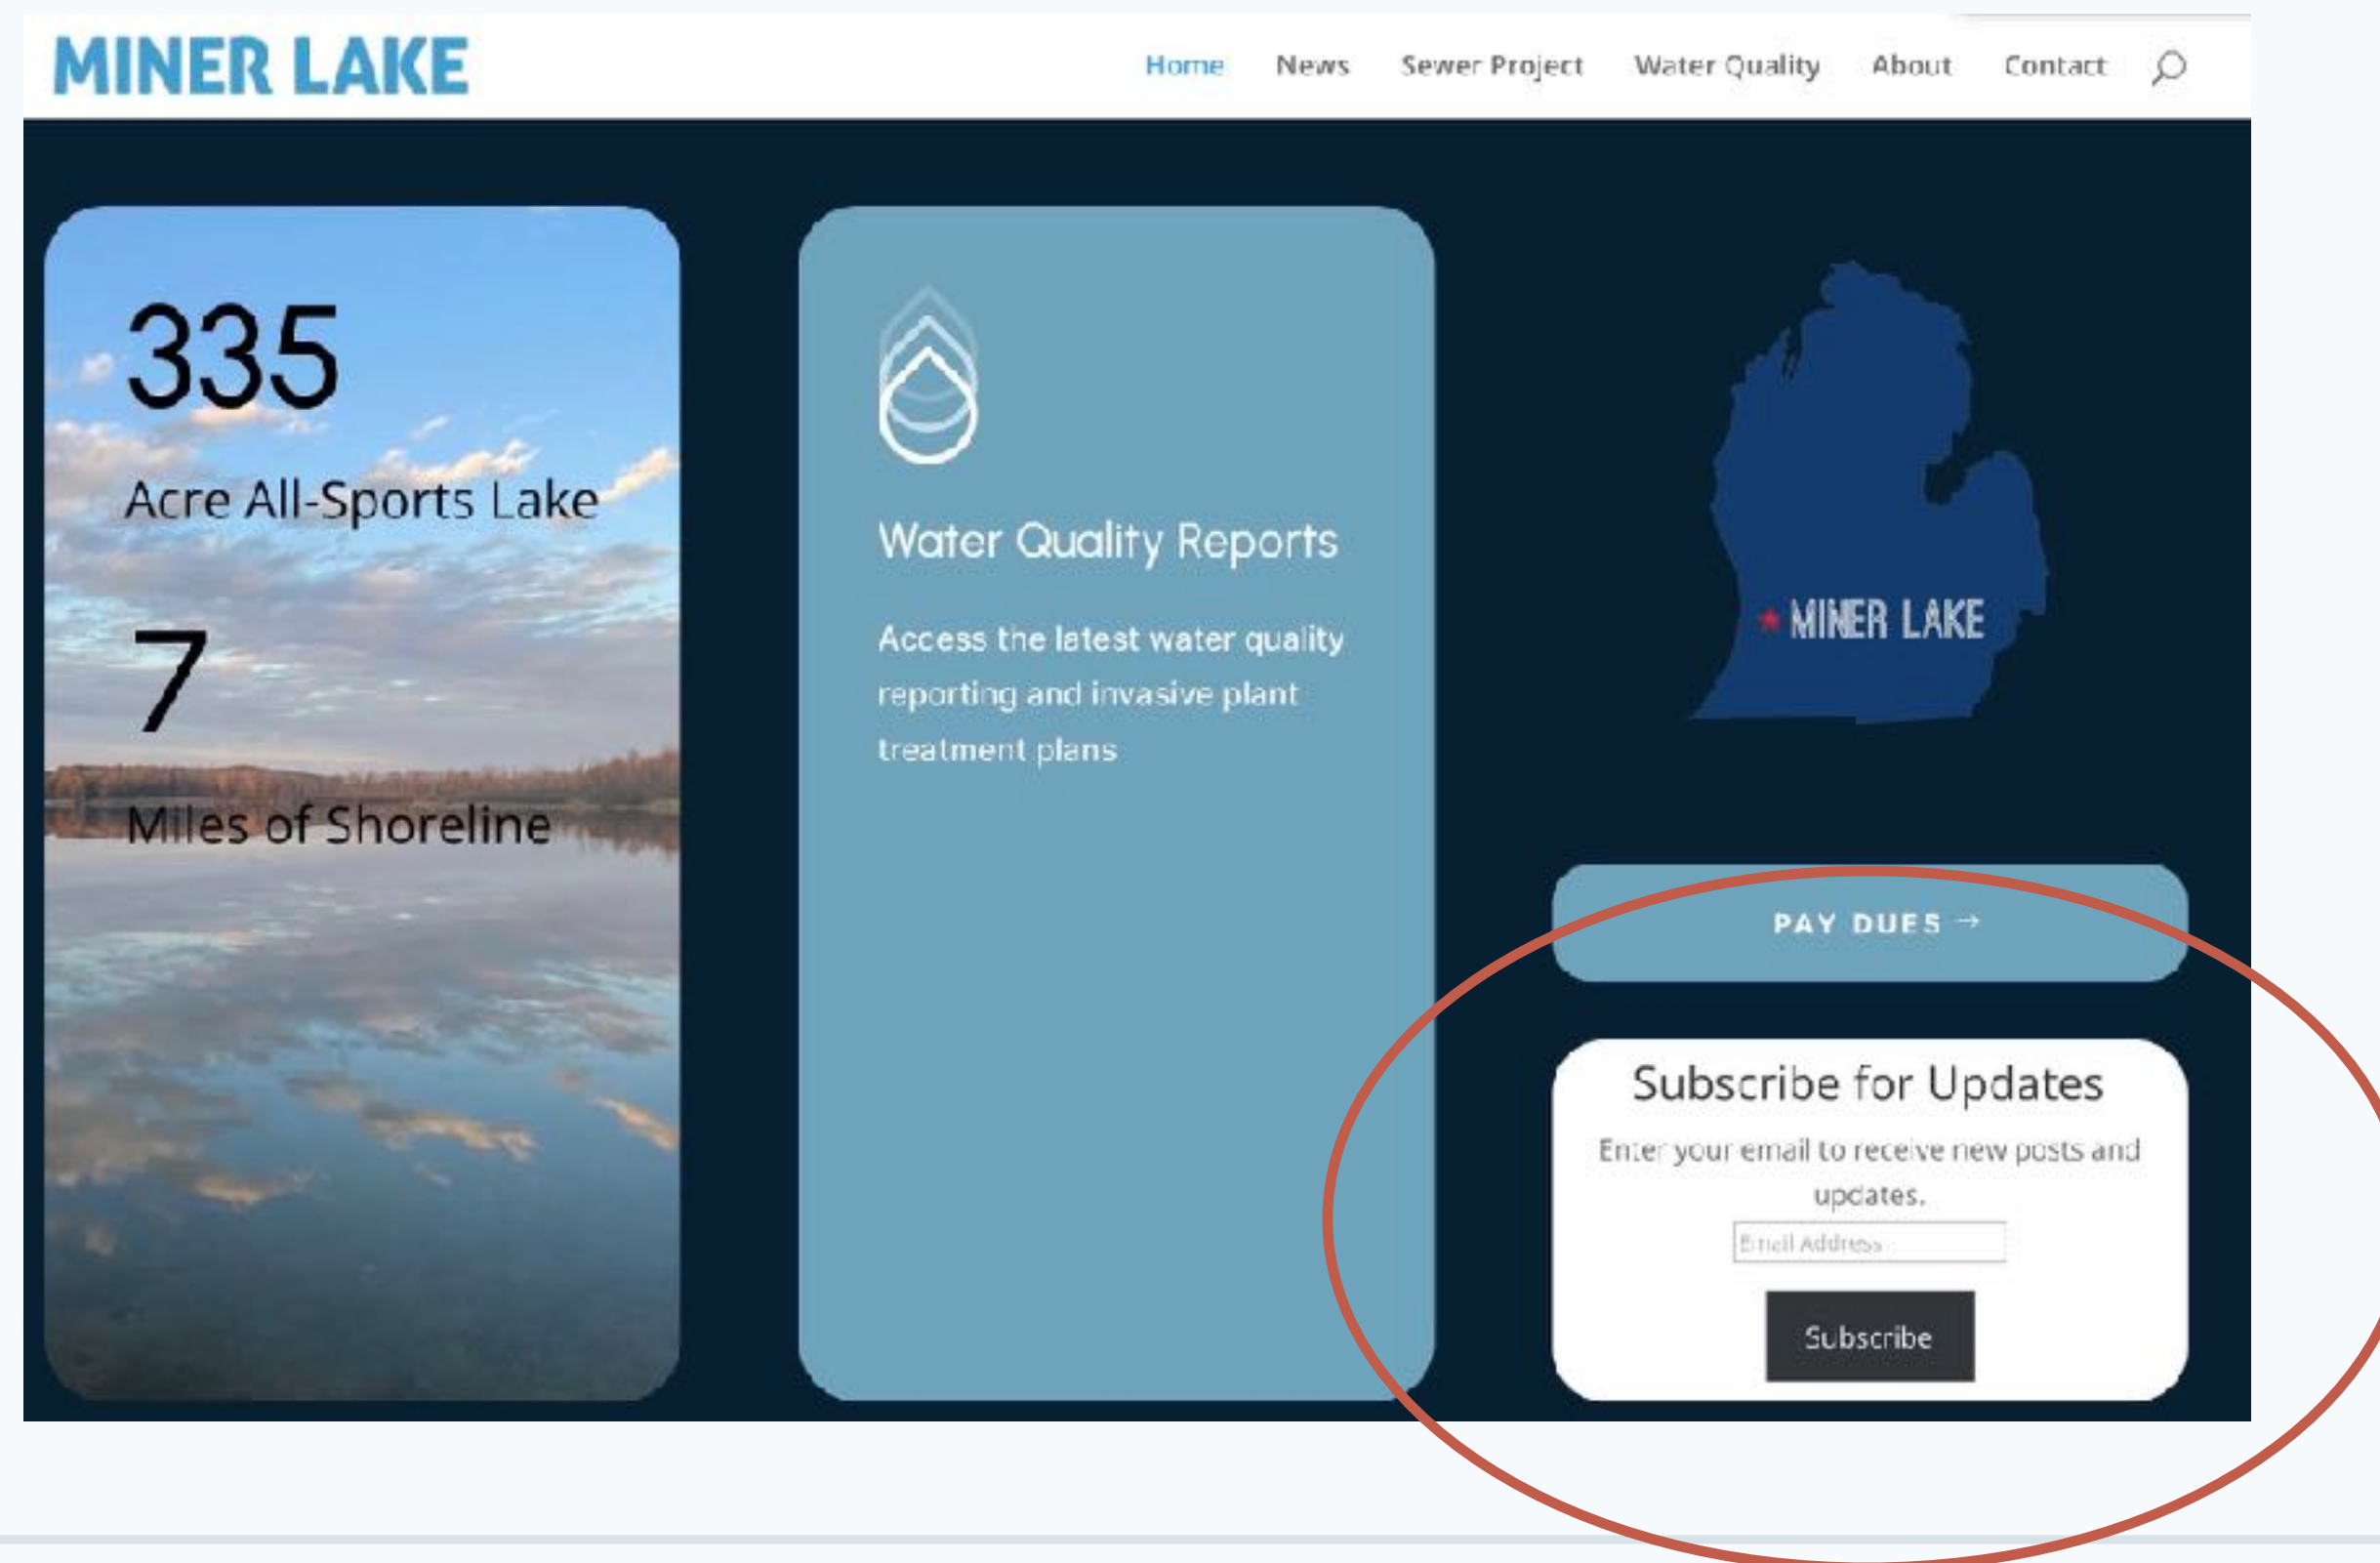 MINER LAKE
Home News Sewer Project Water Quality About Contact
335
Acre All-Sports Lake
7
Miles of Shoreline
Water Quality Reports
Access the latest water quality
reporting and invasive plant
treatment plans
MINER LAKE
PAY DUES →
Subscribe for Updates
Enter your email to receive new posts and
updates.
Email Address
Subscribe